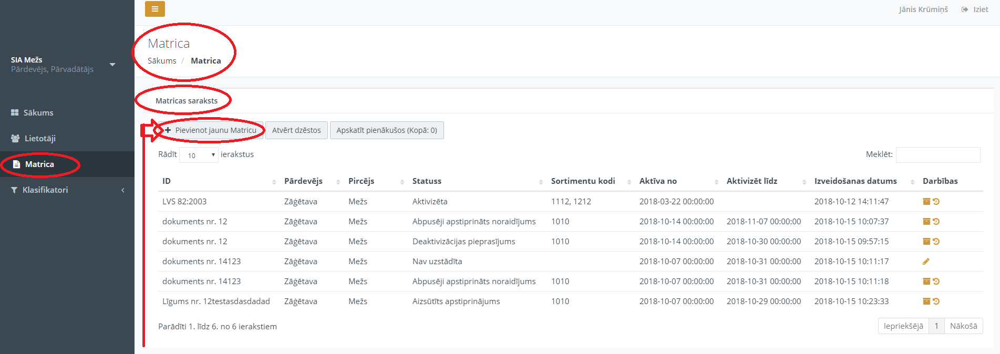 Jānis Krūmiņš Iziet
SIA Mežs
Pārdevējs, Pārvadātājs
Sākums
Lietotāji
Matrica
Klasifikatori
Matrica
Sākums / Matrica
Matricas saraksts
+ Pievienot jaunu Matricu Atvērt dzēstos Apskatīt pienākušos (Kopā: 0)
Rādīt 10 ierakstus Meklēt:
ID Pārdevējs Pircējs Statuss Sortimentu kodi Aktīva no Aktivizēt līdz Izveidošanas datums Darbības
LVS 82:2003 Zāģētava Mežs Aktivizēta 1112, 1212 2018-03-22 00:00:00 2018-10-12 14:11:47
dokuments nr. 12 Zāģētava Mežs Abpusēji apstiprināts noraidījums 1010 2018-10-14 00:00:00 2018-11-07 00:00:00 2018-10-15 10:07:37
dokuments nr. 12 Zāģētava Mežs Deaktivizācijas pieprasījums 1010 2018-10-14 00:00:00 2018-10-30 00:00:00 2018-10-15 09:57:15
dokuments nr. 14123 Zāģētava Mežs Nav uzstādīta 2018-10-07 00:00:00 2018-10-31 00:00:00 2018-10-15 10:11:17
dokuments nr. 14123 Zāģētava Mežs Abpusēji apstiprināts noraidījums 1010 2018-10-07 00:00:00 2018-10-31 00:00:00 2018-10-15 10:11:18
Līgums nr. 12testasdasdadad Zāģētava Mežs Aizsūtīts apstiprinājums 1010 2018-10-07 00:00:00 2018-10-29 00:00:00 2018-10-15 10:23:33
Parādīti 1. līdz 6. no 6 ierakstiem
Iepriekšējā 1 Nākošā